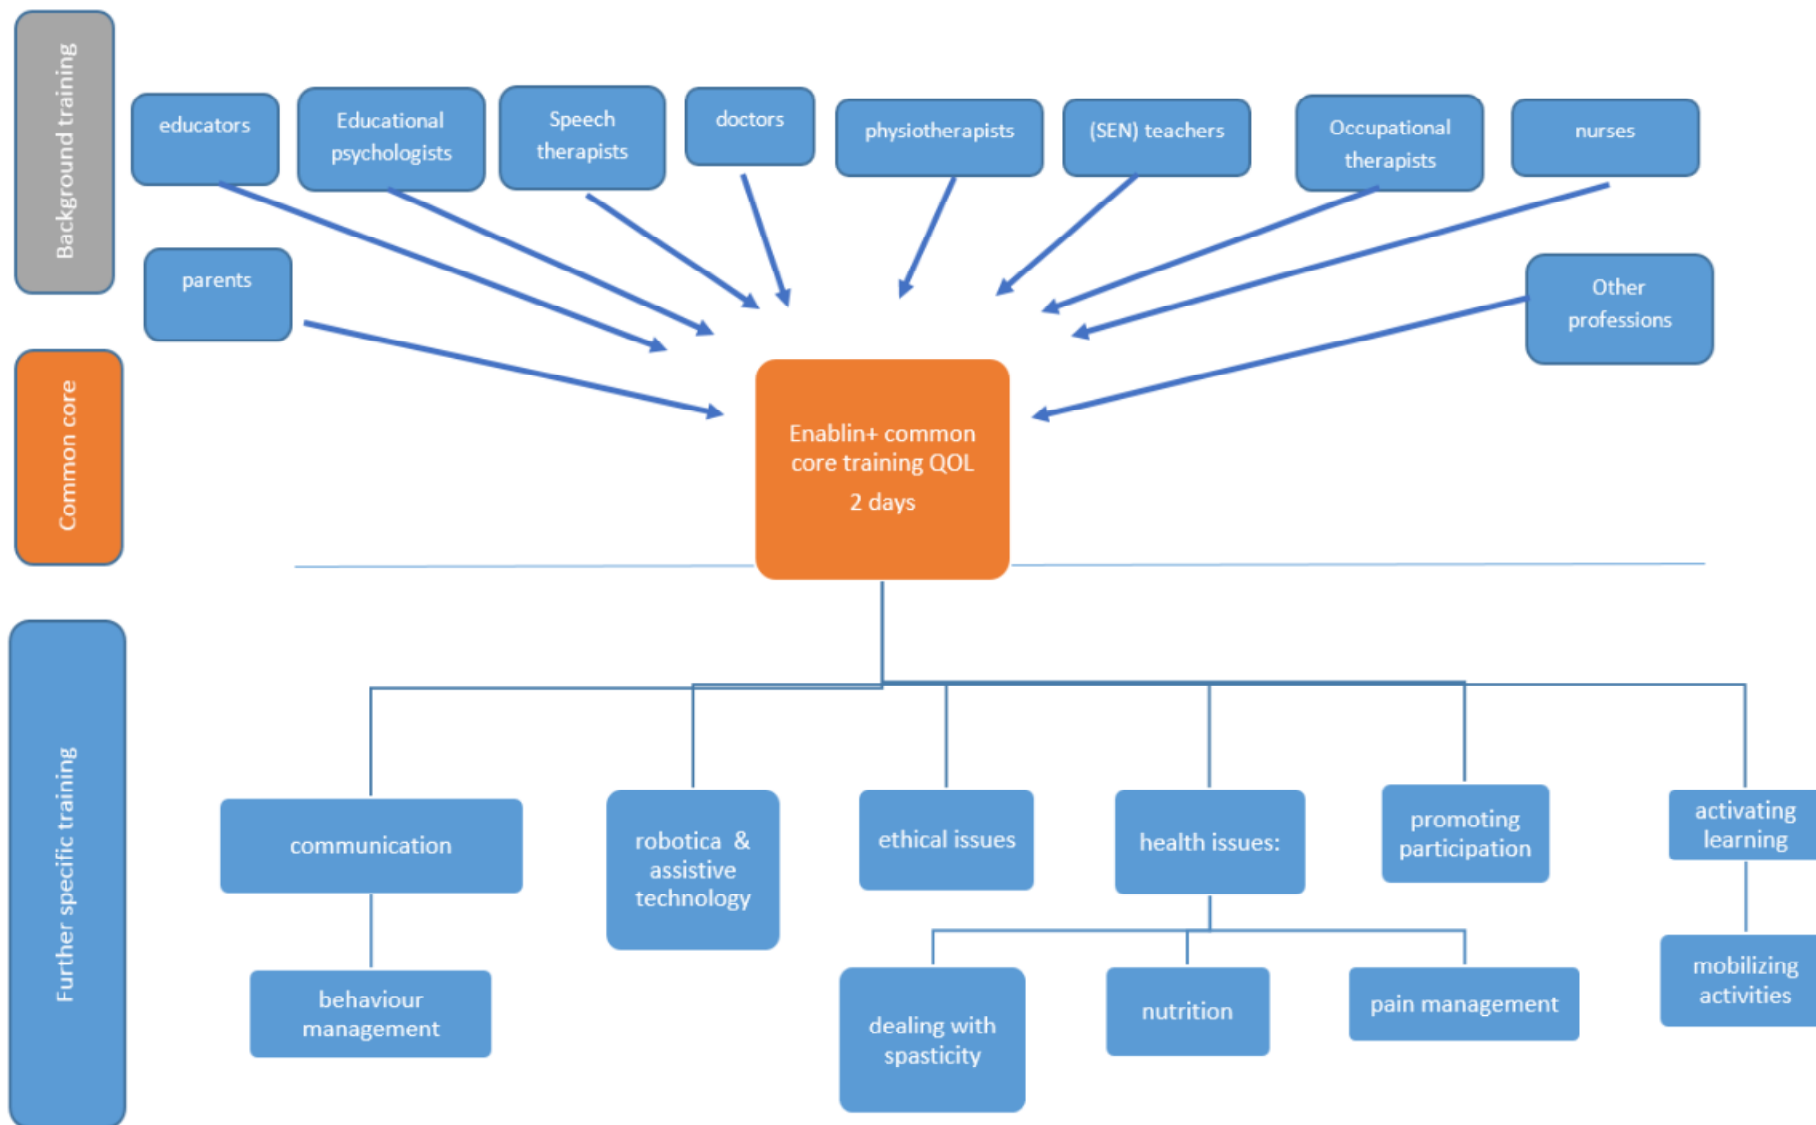 Background training
educators
Educational
psychologists
Speech
therapists
doctors
physiotherapists
(SEN) teachers
Occupational
therapists
nurses
parents
Other
professions
Common core
Enablin+ common
core training QOL
2 days
Further specific training
communication
robotica & 
assistive
technology
ethical issues
health issues:
promoting
participation
activating
learning
behaviour
management
dealing with
spasticity
nutrition
pain management
mobilizing
activities